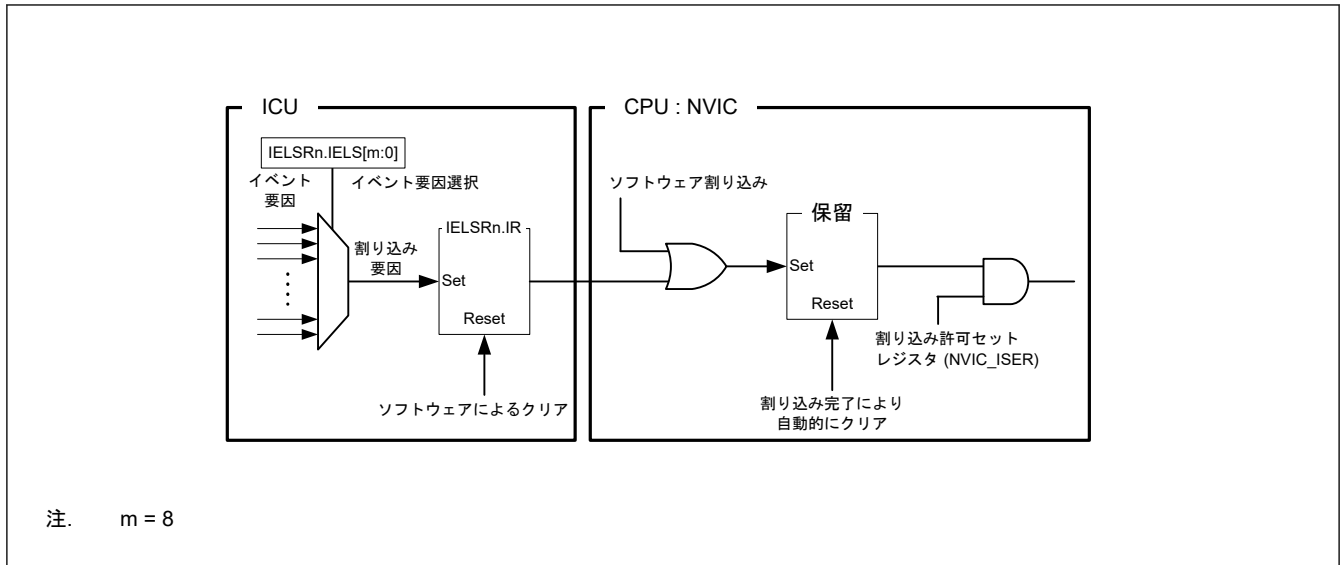 ICU
IELSRn.IELS[m:0]
イベント
要因
イベント要因選択
割り込み
要因
IELSRn.IR
Set
Reset
ソフトウェアによるクリア
CPU : NVIC
ソフトウェア割り込み
保留
Set
Reset
割り込み許可セット
レジスタ (NVIC_ISER)
割り込み完了により
自動的にクリア
注. m = 8